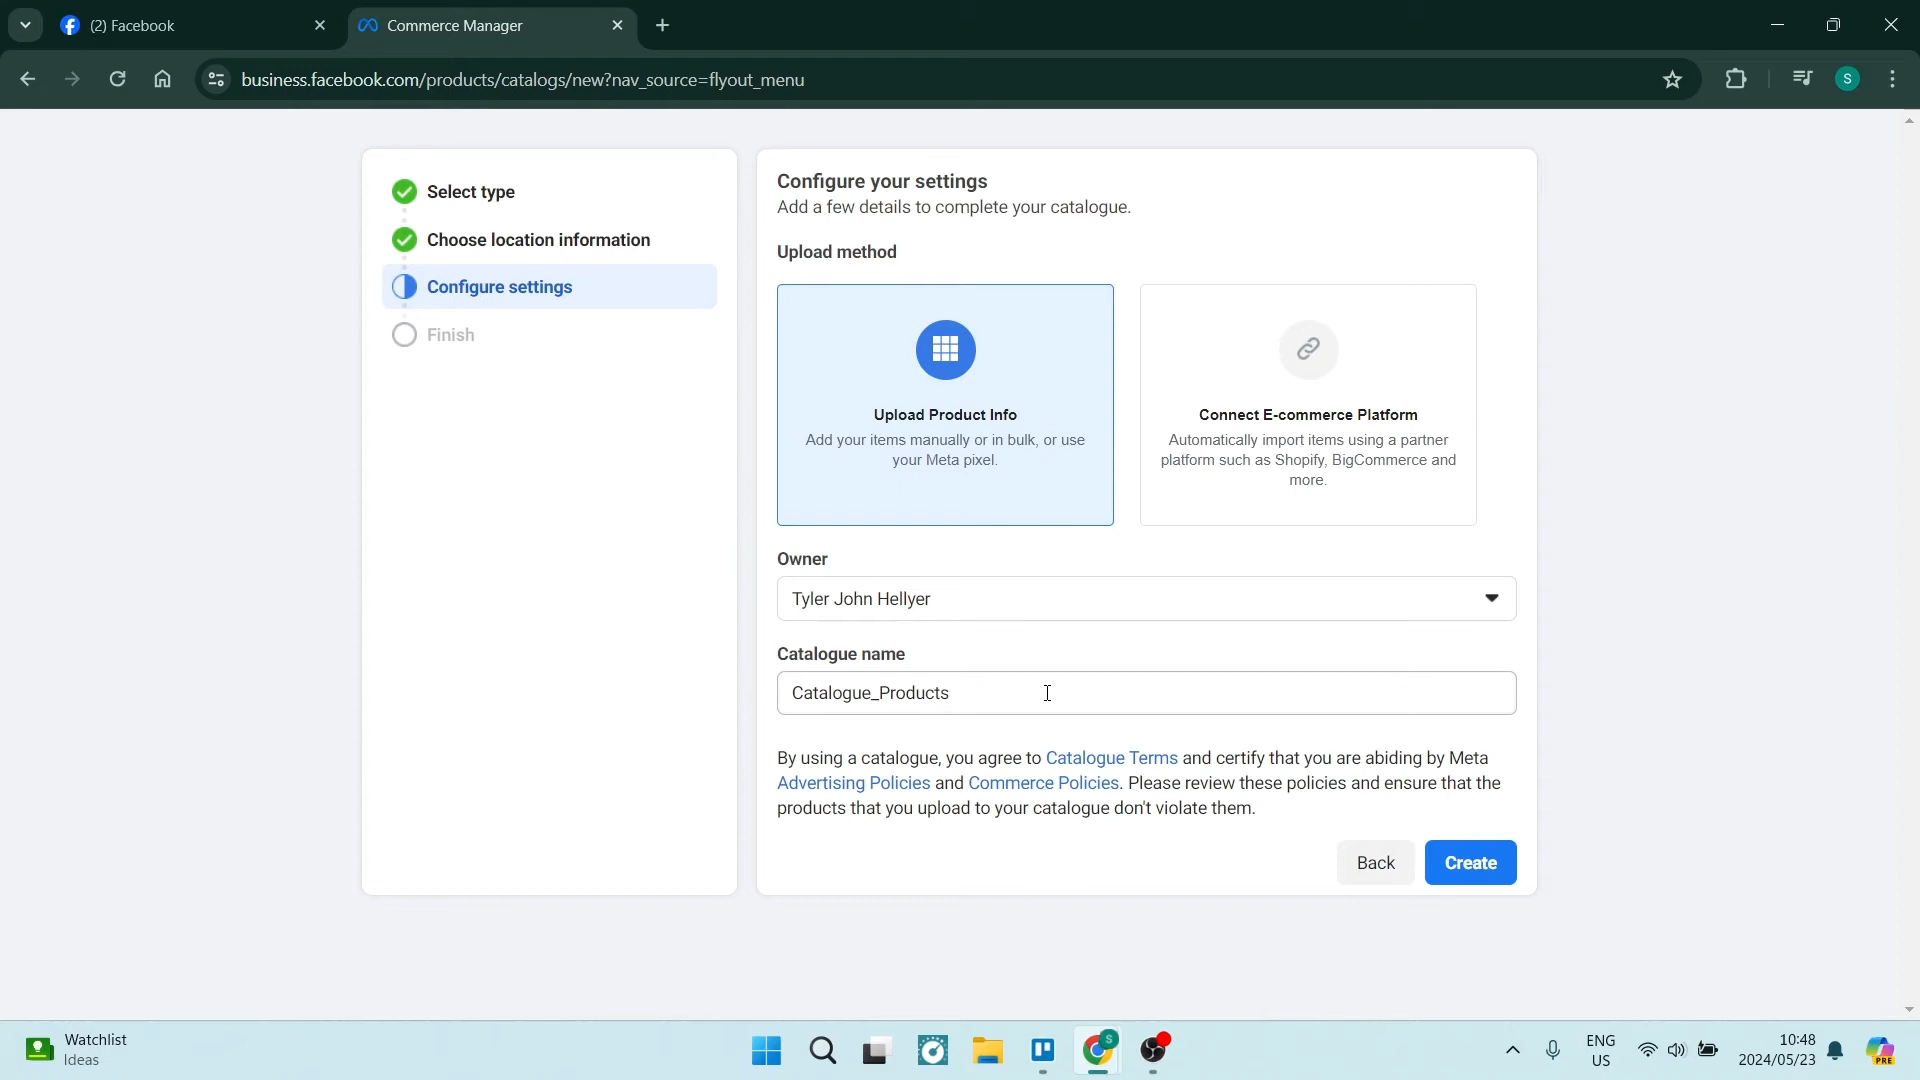 (2) Facebook
Commerce Manager
business.facebook.com/products/catalogs/new?nav_source=flyout_menu
S
Select type
Choose location information
Configure settings
Finish
Configure your settings
Add a few details to complete your catalogue.
Upload method
Upload Product Info
Add your items manually or in bulk, or use
your Meta pixel.
Connect E-commerce Platform
Automatically import items using a partner
platform such as Shopify, BigCommerce and
more.
Owner
Tyler John Hellyer
Catalogue name
Catalogue_Products
By using a catalogue, you agree to Catalogue Terms and certify that you are abiding by Meta
Advertising Policies and Commerce Policies. Please review these policies and ensure that the
products that you upload to your catalogue don't violate them.
Back
Create
Watchlist
Ideas
S
ENG
US
10:48
2024/05/23
PRE